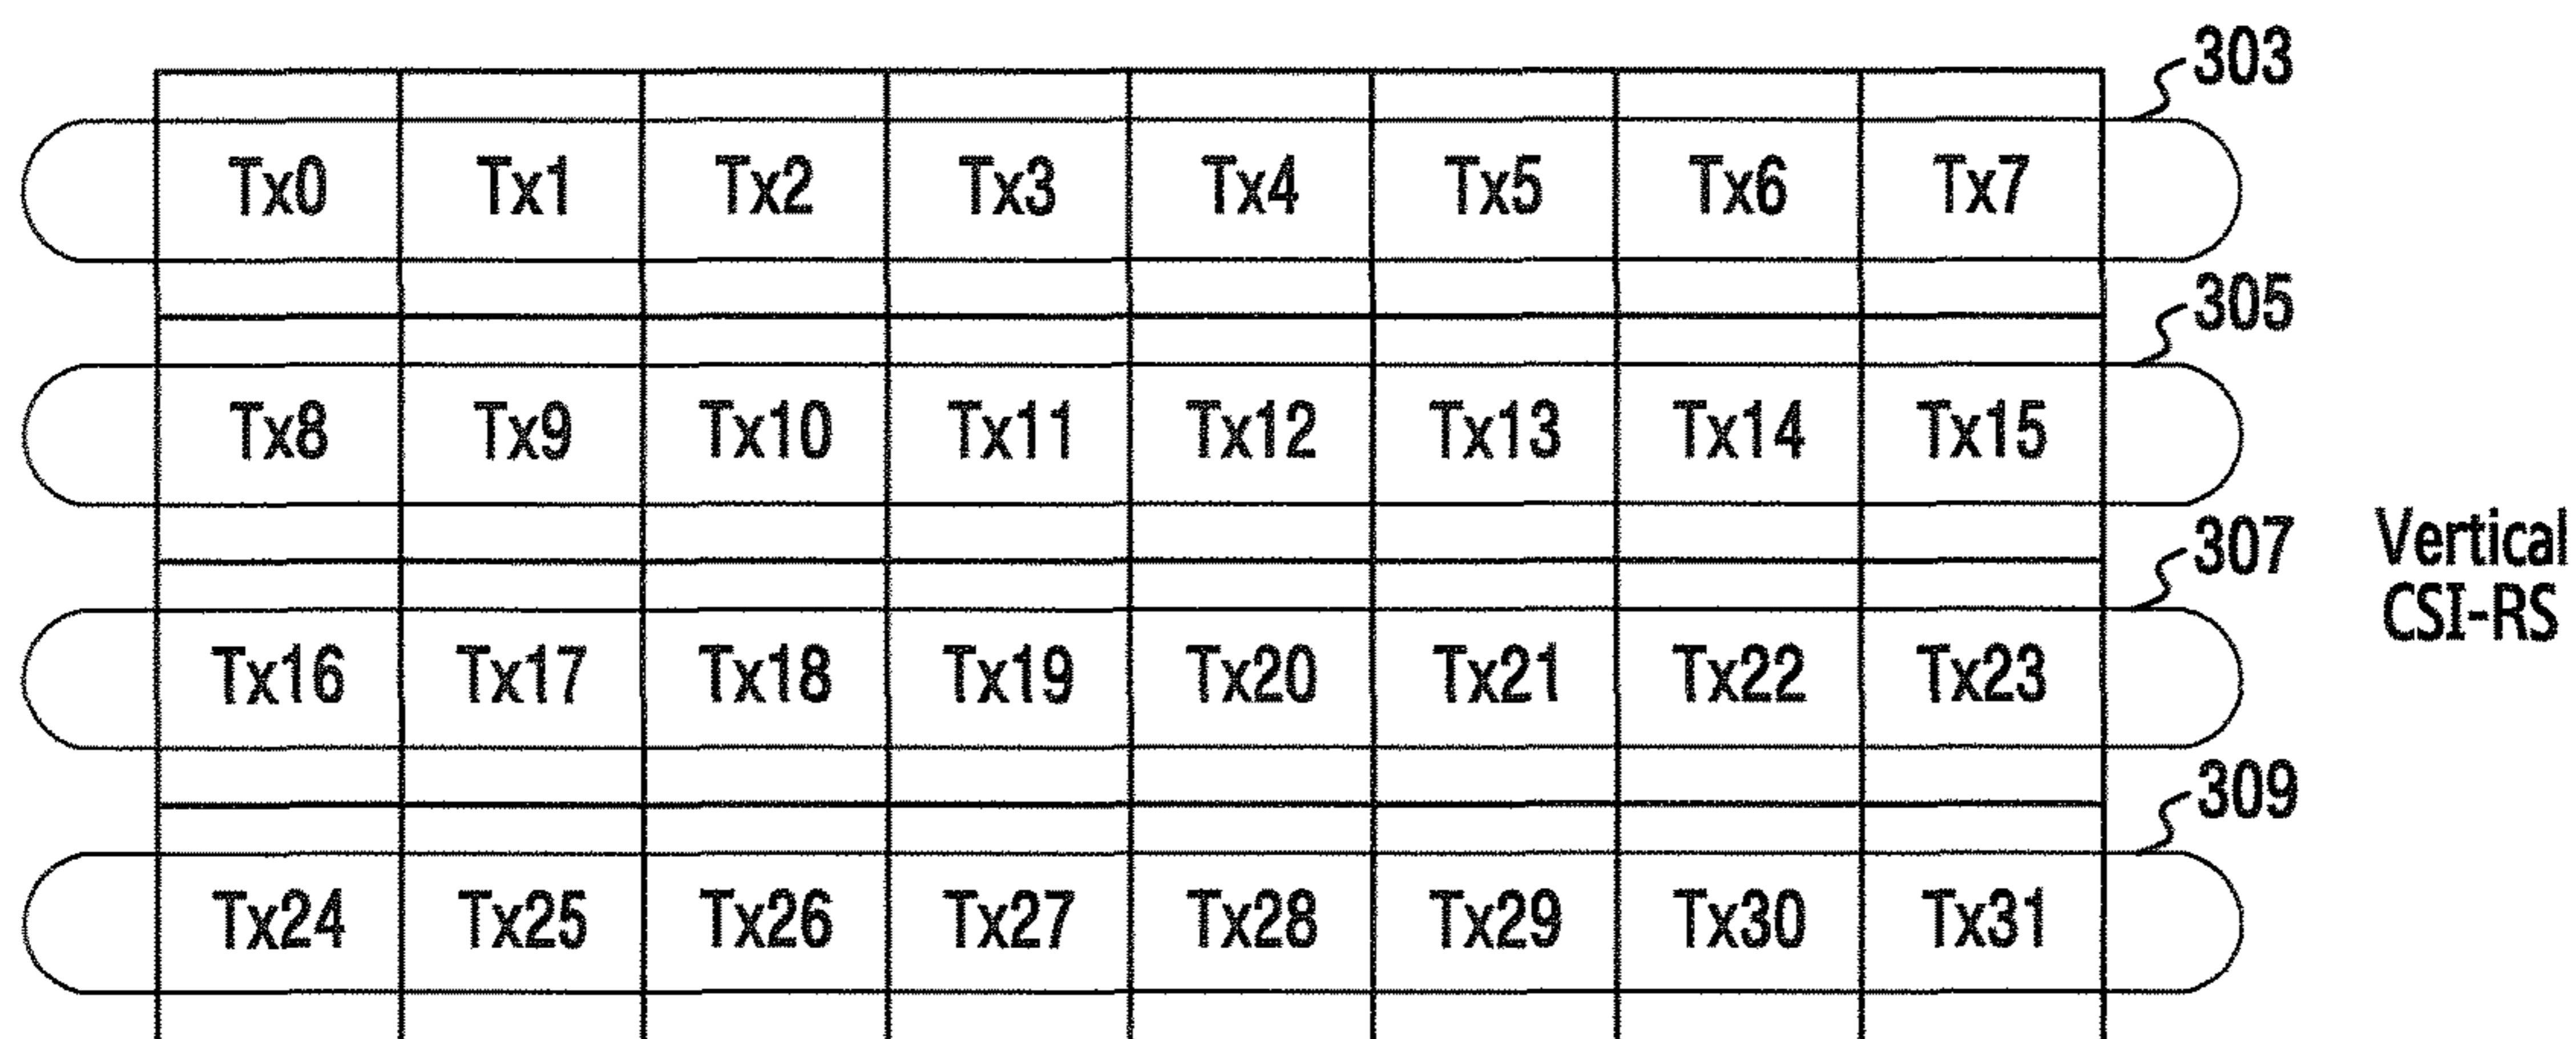 303
Tx0 Tx1 Tx2 Tx3 Tx4 Tx5 Tx6 Tx7
305
Tx8 Tx9 Tx10 Tx11 Tx12 Tx13 Tx14 Tx15
307
Vertical
CSI-RS
Tx16 Tx17 Tx18 Tx19 Tx20 Tx21 Tx22 Tx23
309
Tx24 Tx25 Tx26 Tx27 Tx28 Tx29 Tx30 Tx31